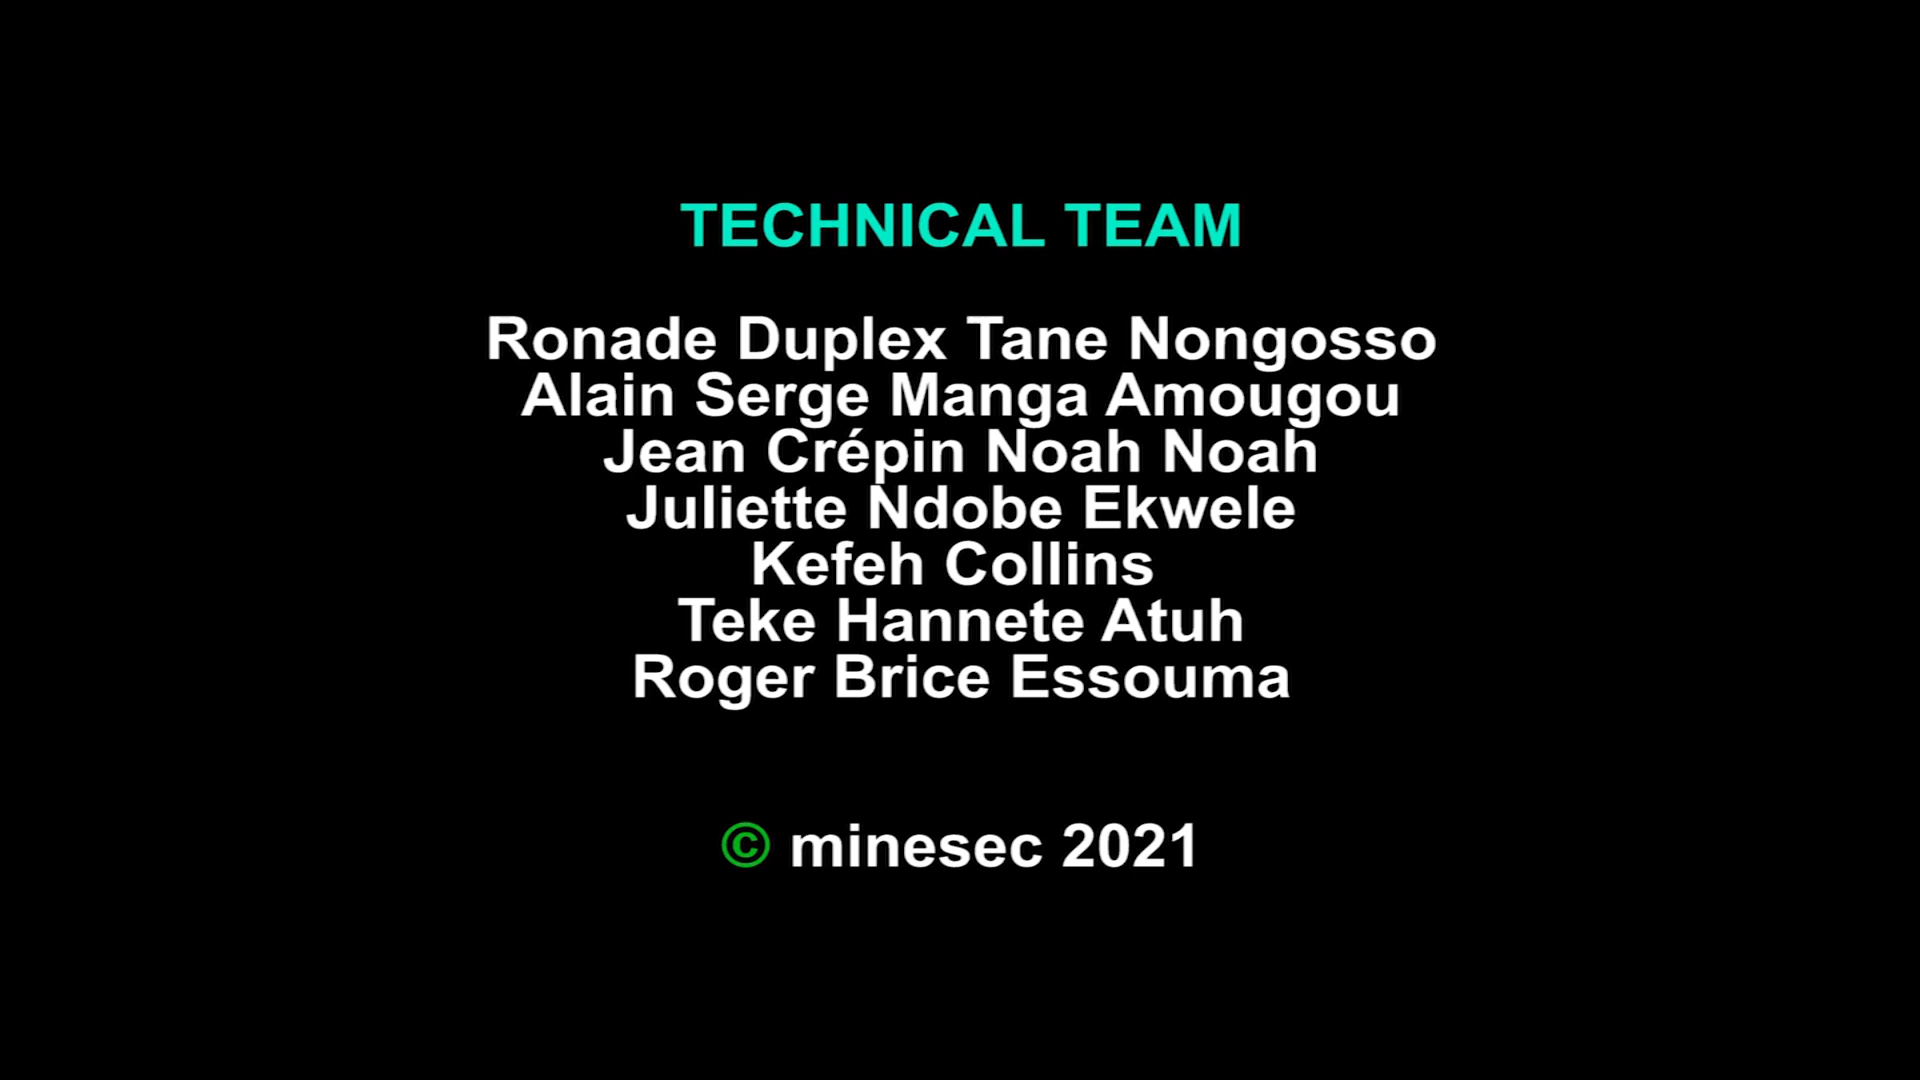 TECHNICAL TEAM
Ronade Duplex Tane Nongosso
Alain Serge Manga Amougou
Jean Crépin Noah Noah
Juliette Ndobe Ekwele
Kefeh Collins
Teke Hannete Atuh
Roger Brice Essouma
© minesec 2021